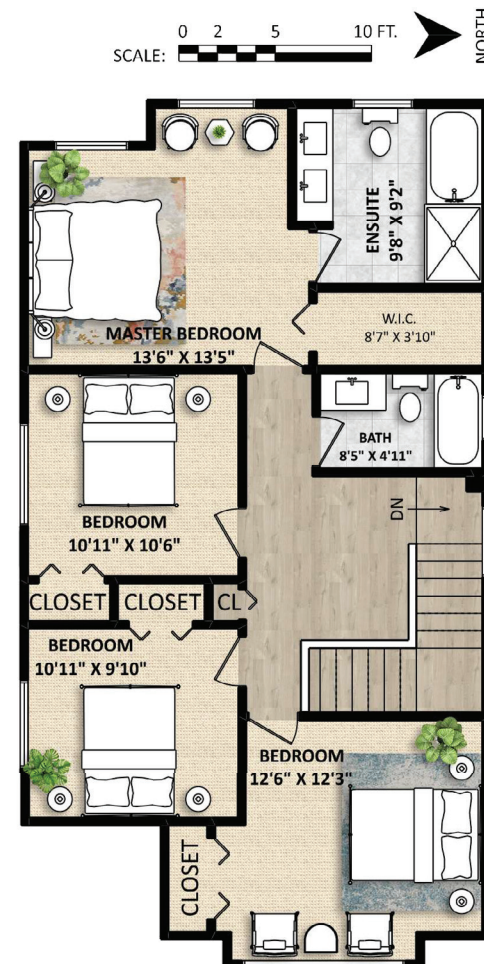 0 2 5 10 FT.
SCALE:
NORTH
ENSUITE
9'8" X 9'2"
W.I.C.
8'7" X 3'10"
MASTER BEDROOM
13'6" X 13'5"
BATH
8'5" X 4'11"
DN
BEDROOM
10'11" X 10'6"
CLOSET
CLOSET
CL
BEDROOM
10'11" X 9'10"
BEDROOM
12'6" X 12'3"
CLOSET